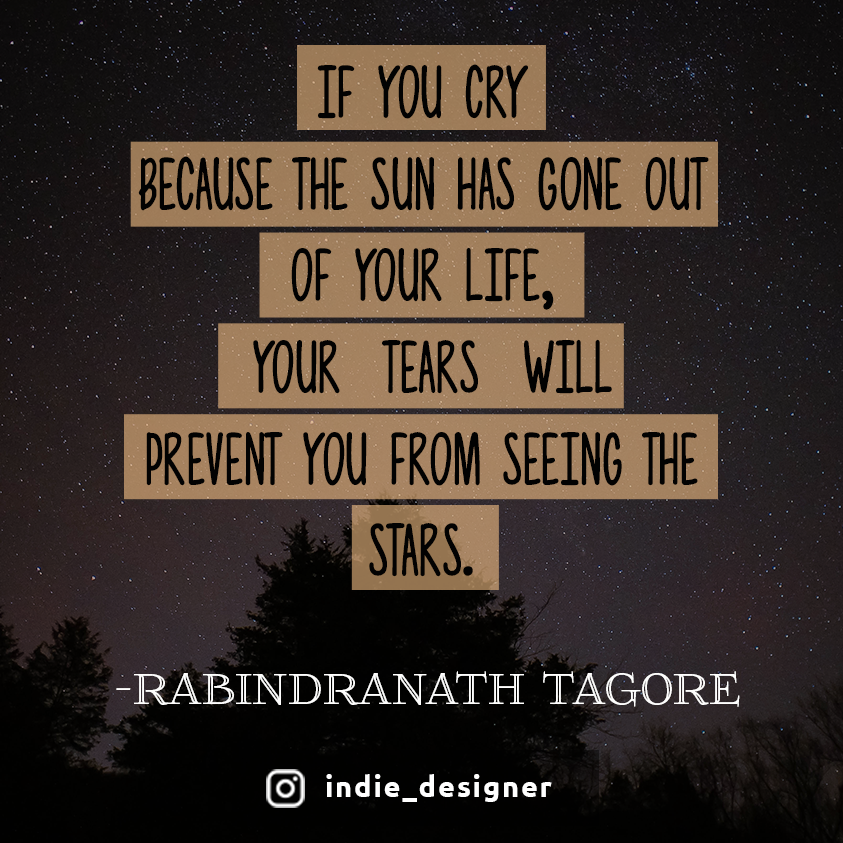 IF YOU CRY
BECAUSE THE SUN HAS GONE OUT
OF YOUR LIFE,
YOUR TEARS WILL
PREVENT YOU FROM SEEING THE
STARS.
-RABINDRANATH TAGORE
indie_designer